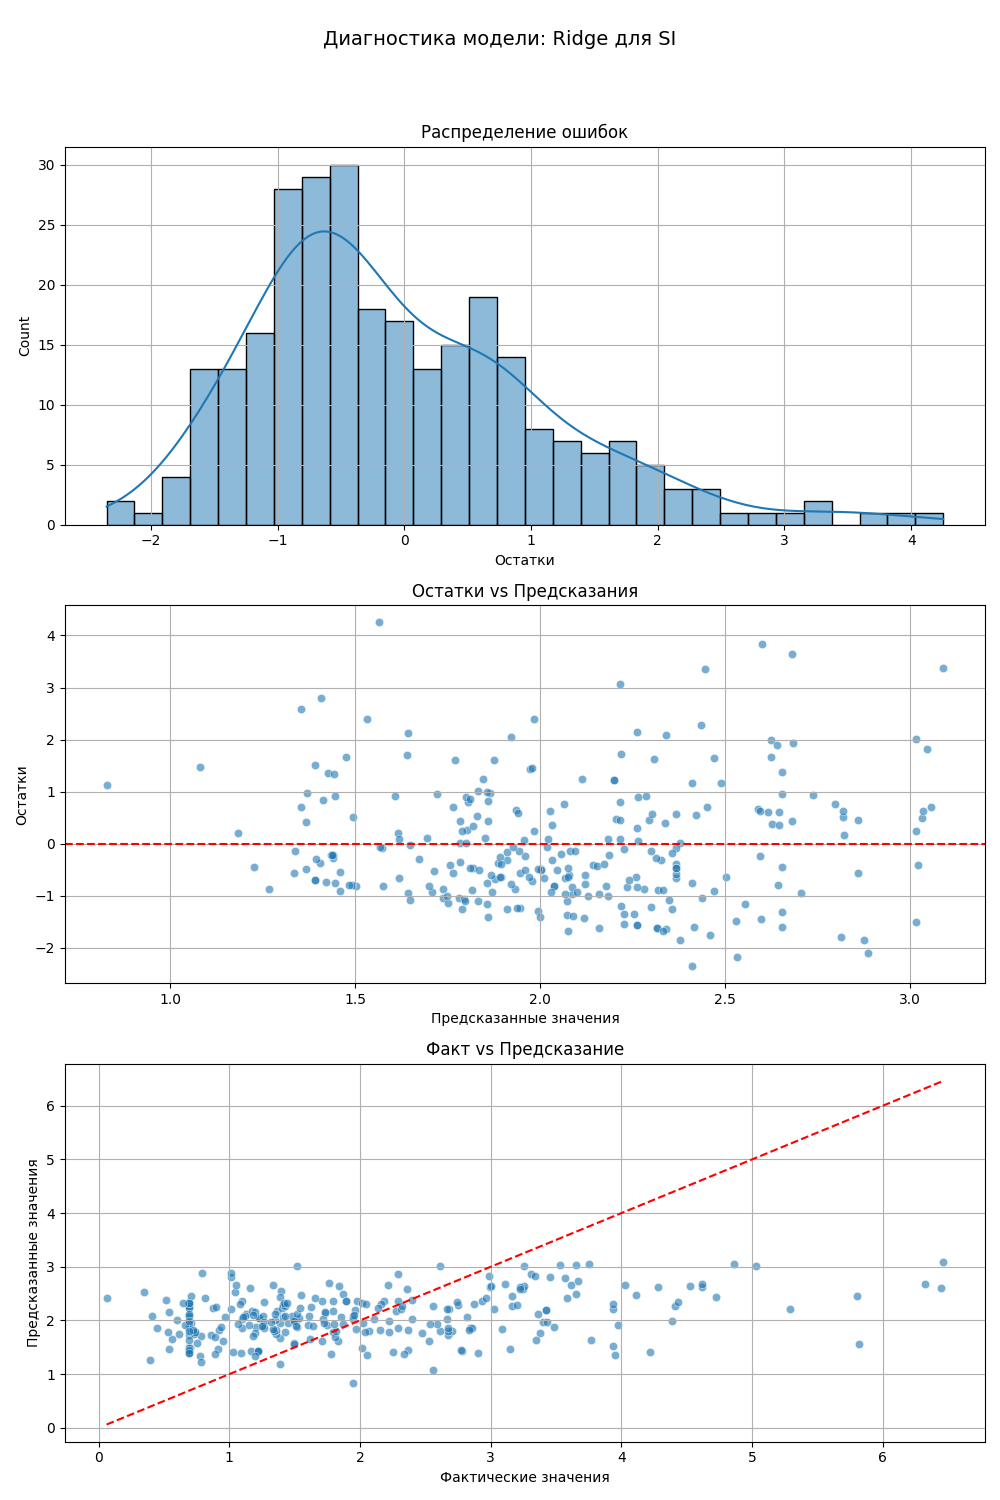 Диагностика модели: Ridge для SI
Распределение ошибок
Count
30
25
20
15
10
5
0
−2 −1 0 1 2 3 4
Остатки
Остатки vs Предсказания
Остатки
4
3
2
1
0
−1
−2
1.0 1.5 2.0 2.5 3.0
Предсказанные значения
Факт vs Предсказание
Предсказанные значения
6
5
4
3
2
1
0
0 1 2 3 4 5 6
Фактические значения